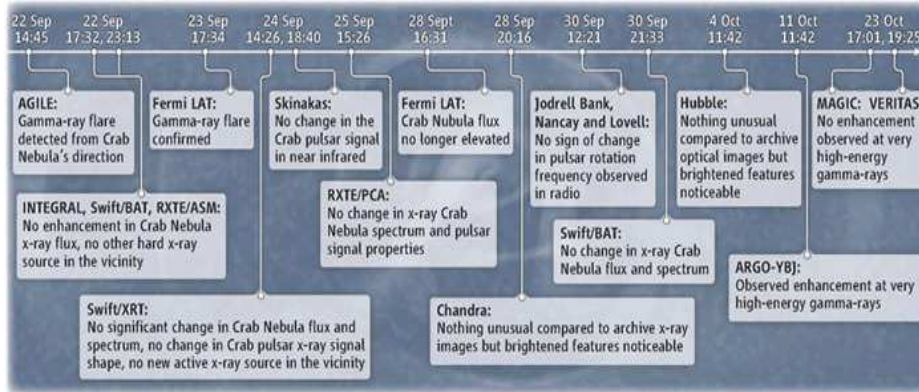 22 Sep 22 Sep 23 Sep 24 Sep 25 Sep 28 Sept 28 Sep 30 Sep 30 Sep 4 Oct 11 Oct 23 Oct
14:45 17:32, 23:13 17:34 14:26, 18:40 15:26 16:31 20:16 12:21 21:33 11:42 11:42 17:01, 19:25
AGILE:
Gamma-ray flare
detected from Crab
Nebula's direction
Fermi LAT:
Gamma-ray flare
confirmed
Skinakas:
No change in the
Crab pulsar signal
in near infrared
Fermi LAT:
Crab Nubula flux
no longer elevated
Jodrell Bank,
Nancay and Lovell:
No sign of change
in pulsar rotation
frequency observed
in radio
Hubble:
Nothing unusual
compared to archive
optical images but
brightened features
noticeable
MAGIC: VERITAS
No enhancement
observed at very
high-energy
gamma-rays
INTEGRAL, Swift/BAT, RXTE/ASM:
No enhancement in Crab Nebula
x-ray flux, no other hard x-ray
source in the vicinity
RXTE/PCA:
No change in x-ray Crab
Nebula spectrum and pulsar
signal properties
Swift/BAT:
No change in x-ray Crab
Nebula flux and spectrum
ARGO-YBJ:
Observed enhancement at very
high-energy gamma-rays
Swift/XRT:
No significant change in Crab Nebula flux and
spectrum, no change in Crab pulsar x-ray signal
shape, no new active x-ray source in the vicinity
Chandra:
Nothing unusual compared to archive x-ray
images but brightened features noticeable